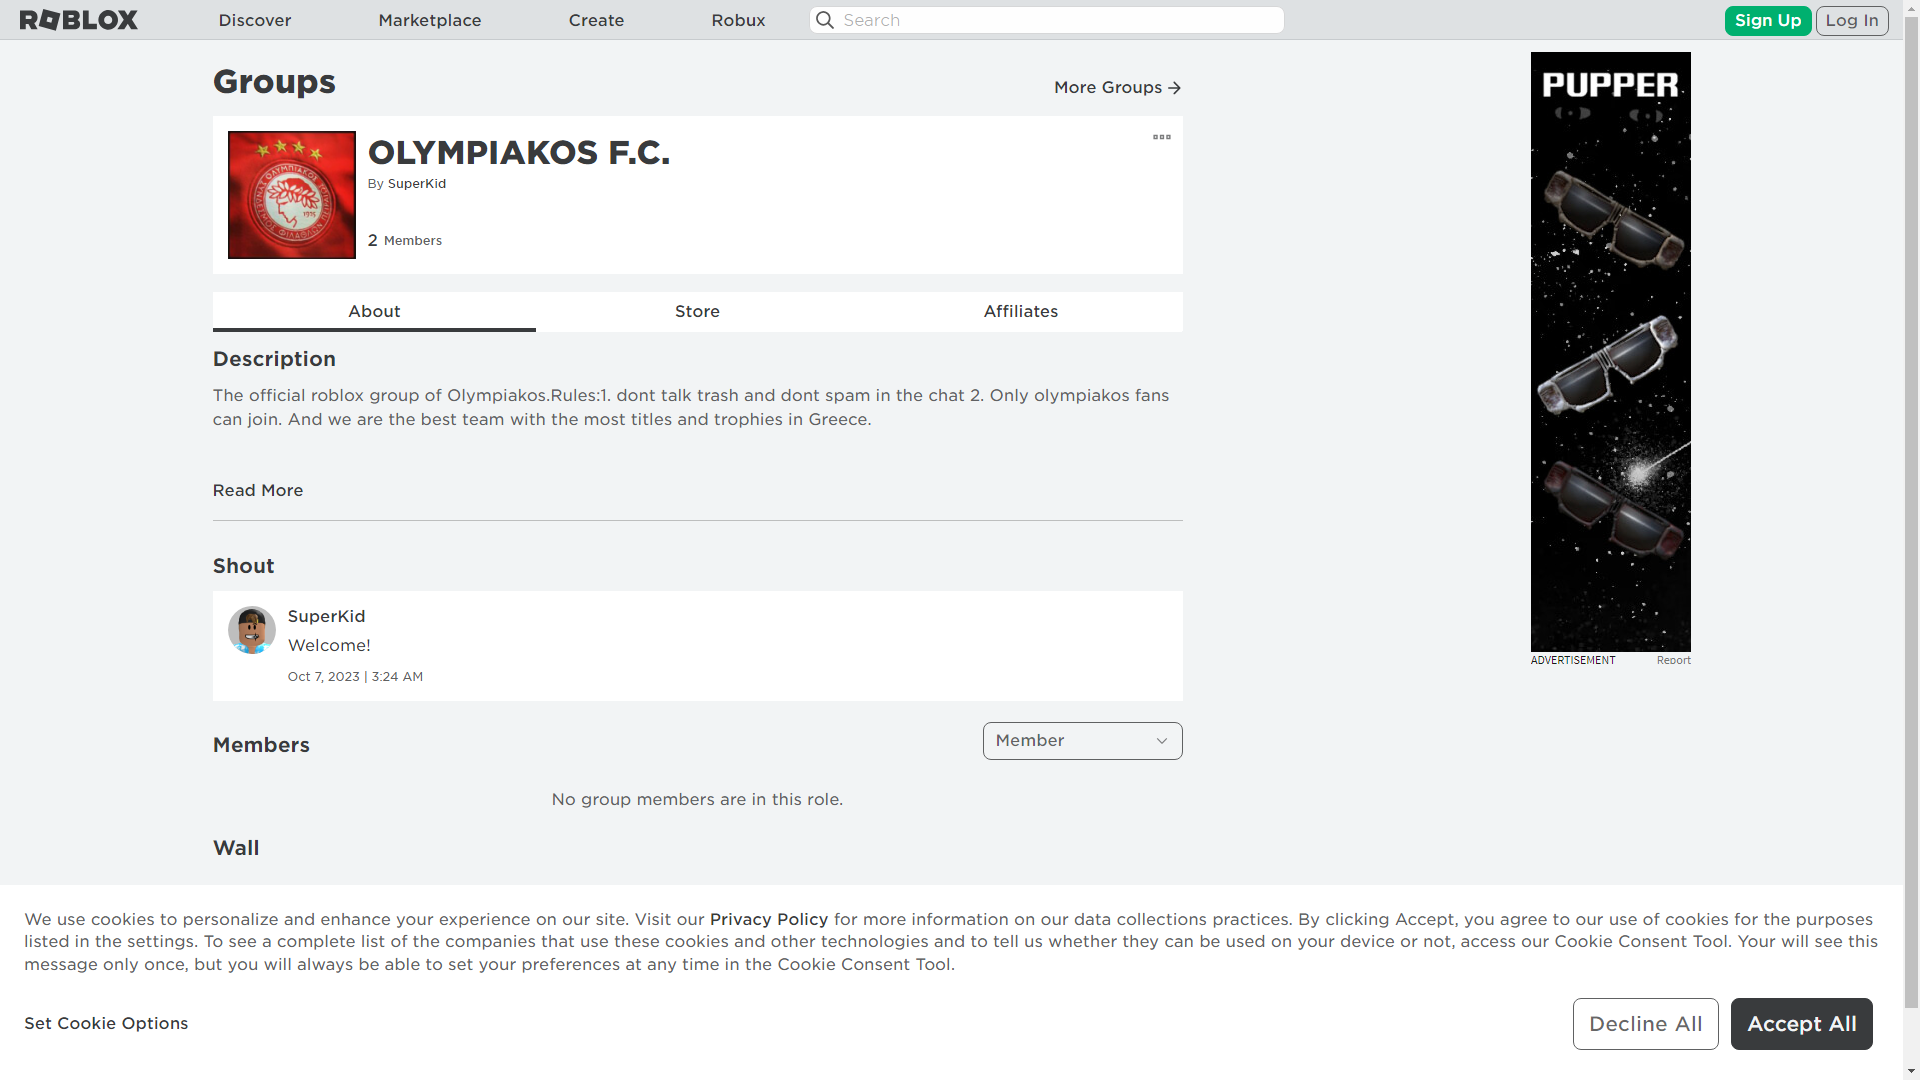 ROBLOX
Discover
Marketplace
Create
Robux
Search
Sign Up
Log In
Groups
More Groups
OLYMPIAKOS F.C.
By SuperKid
2 Members
About
Store
Affiliates
Description
The official roblox group of Olympiakos.Rules:1. dont talk trash and dont spam in the chat 2. Only olympiakos fans
can join. And we are the best team with the most titles and trophies in Greece.
Read More
Shout
SuperKid
Welcome!
Oct 7, 2023 | 3:24 AM
Members
Member
No group members are in this role.
Wall
PUPPER
ADVERTISEMENT
Report
We use cookies to personalize and enhance your experience on our site. Visit our Privacy Policy for more information on our data collections practices. By clicking Accept, you agree to our use of cookies for the purposes
listed in the settings. To see a complete list of the companies that use these cookies and other technologies and to tell us whether they can be used on your device or not, access our Cookie Consent Tool. Your will see this
message only once, but you will always be able to set your preferences at any time in the Cookie Consent Tool.
Set Cookie Options
Decline All
Accept All